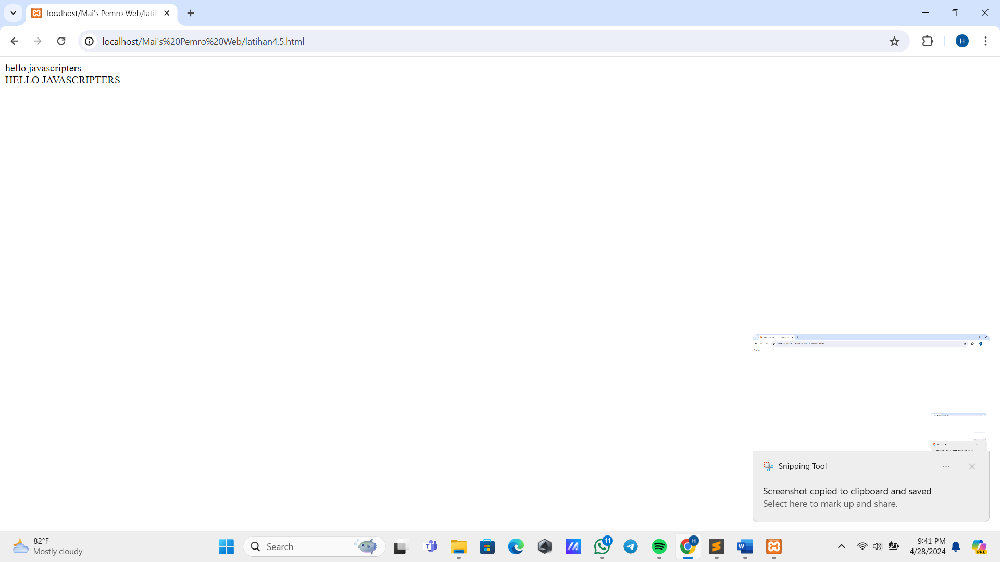 localhost/Mai's Pemro Web/lati
localhost/Mai's%20Pemro%20Web/latihan4.5.html
H
hello javascripters
HELLO JAVASCRIPTERS
Snipping Tool
Screenshot copied to clipboard and saved
Select here to mark up and share.
82°F
Mostly cloudy
Search
11
H
9:41 PM
4/28/2024
PRE